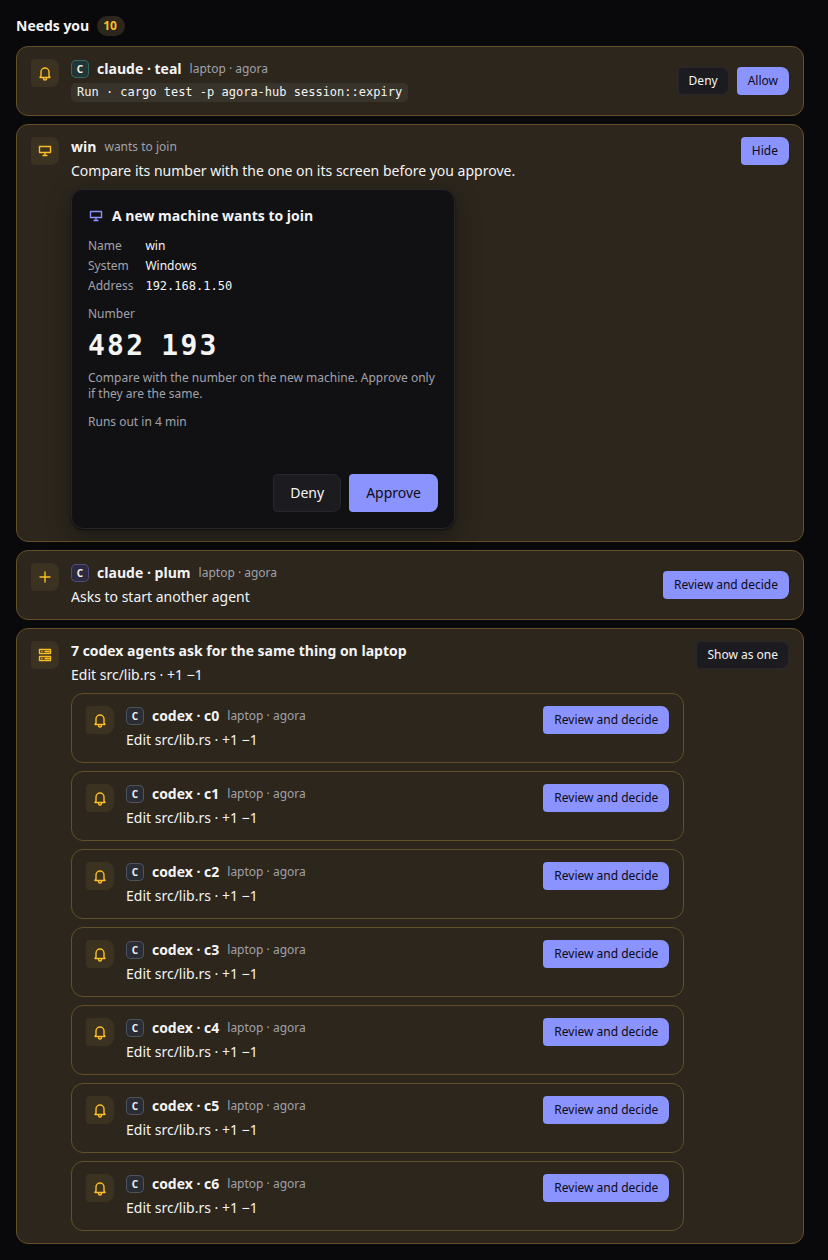 Needs you 10
C claude · teal laptop · agora
Run · cargo test -p agora-hub session::expiry
Deny Allow
win wants to join
Compare its number with the one on its screen before you approve.
Hide
A new machine wants to join
Name win
System Windows
Address 192.168.1.50
Number
482 193
Compare with the number on the new machine. Approve only
if they are the same.
Runs out in 4 min
Deny Approve
C claude · plum laptop · agora
Asks to start another agent
Review and decide
7 codex agents ask for the same thing on laptop
Edit src/lib.rs · +1 −1
Show as one
C codex · c0 laptop · agora
Edit src/lib.rs · +1 −1
Review and decide
C codex · c1 laptop · agora
Edit src/lib.rs · +1 −1
Review and decide
C codex · c2 laptop · agora
Edit src/lib.rs · +1 −1
Review and decide
C codex · c3 laptop · agora
Edit src/lib.rs · +1 −1
Review and decide
C codex · c4 laptop · agora
Edit src/lib.rs · +1 −1
Review and decide
C codex · c5 laptop · agora
Edit src/lib.rs · +1 −1
Review and decide
C codex · c6 laptop · agora
Edit src/lib.rs · +1 −1
Review and decide